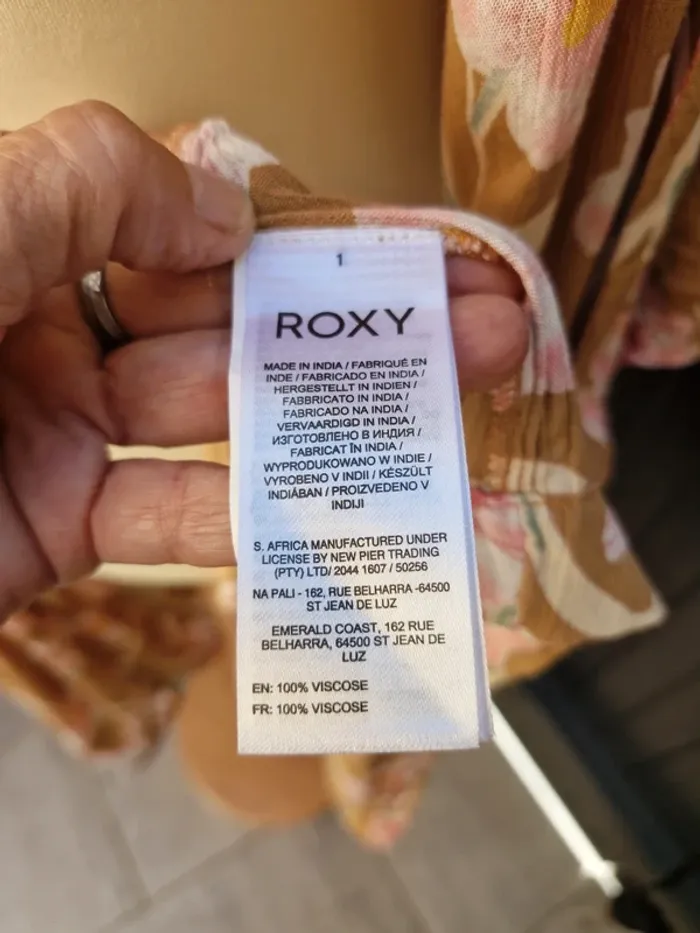 1
ROXY
MADE IN INDIA / FABRIQUÉ EN
INDE / FABRICADO EN INDIA /
HERGESTELLT IN INDIEN /
FABBRICATO IN INDIA /
FABRICADO NA INDIA /
VERVAARDIGD IN INDIA /
ИЗГОТОВЛЕНО В ИНДИЯ /
FABRICAT ÎN INDIA /
WYPRODUKOWANO W INDIE /
VYROBENO V INDII / KÉSZÜLT
INDIÁBAN / PROIZVEDENO V
INDIJI
S. AFRICA MANUFACTURED UNDER
LICENSE BY NEW PIER TRADING
(PTY) LTD/ 2044 1607 / 50256
NA PALI - 162, RUE BELHARRA -64500
ST JEAN DE LUZ
EMERALD COAST, 162 RUE
BELHARRA, 64500 ST JEAN DE
LUZ
EN: 100% VISCOSE
FR: 100% VISCOSE